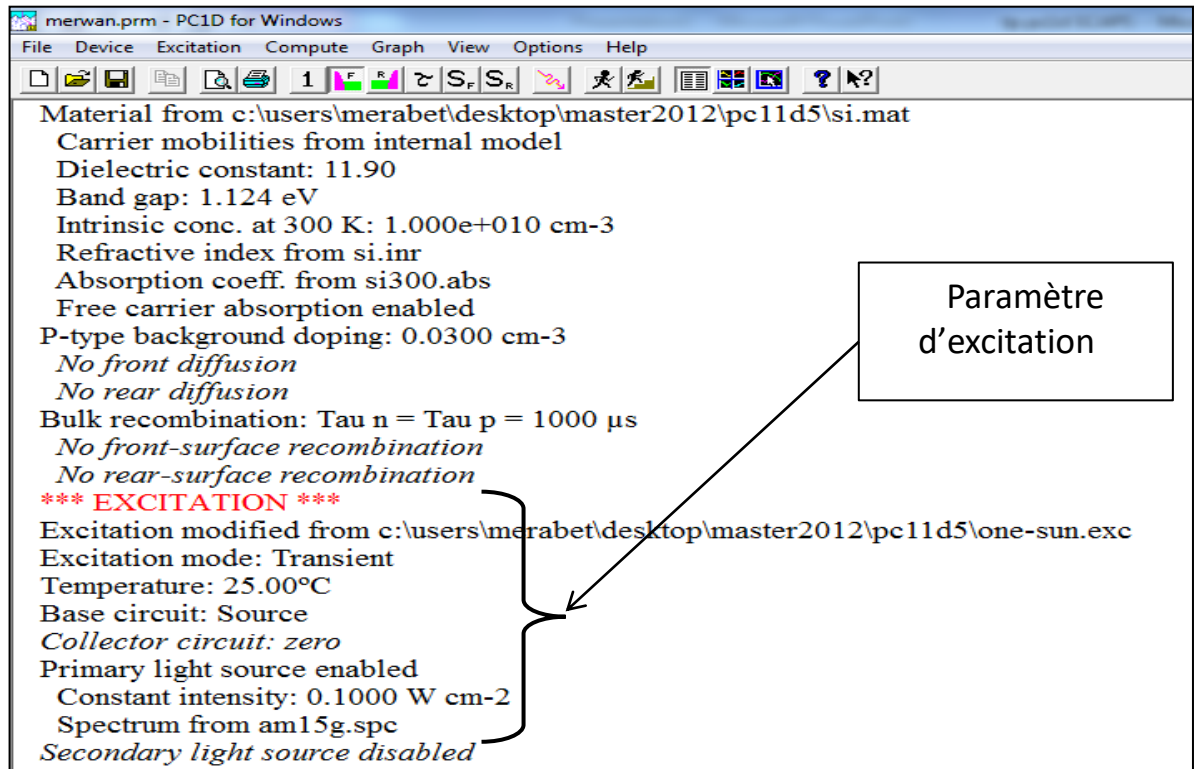 merwan.prm - PC1D for Windows
File Device Excitation Compute Graph View Options Help
1 F R SF SR
Material from c:\users\merabet\desktop\master2012\pc11d5\si.mat
Carrier mobilities from internal model
Dielectric constant: 11.90
Band gap: 1.124 eV
Intrinsic conc. at 300 K: 1.000e+010 cm-3
Refractive index from si.inr
Absorption coeff. from si300.abs
Free carrier absorption enabled
P-type background doping: 0.0300 cm-3
No front diffusion
No rear diffusion
Bulk recombination: Tau n = Tau p = 1000 µs
No front-surface recombination
No rear-surface recombination
*** EXCITATION ***
Excitation modified from c:\users\merabet\desktop\master2012\pc11d5\one-sun.exc
Excitation mode: Transient
Temperature: 25.00°C
Base circuit: Source
Collector circuit: zero
Primary light source enabled
Constant intensity: 0.1000 W cm-2
Spectrum from am15g.spc
Secondary light source disabled
Paramètre
d’excitation